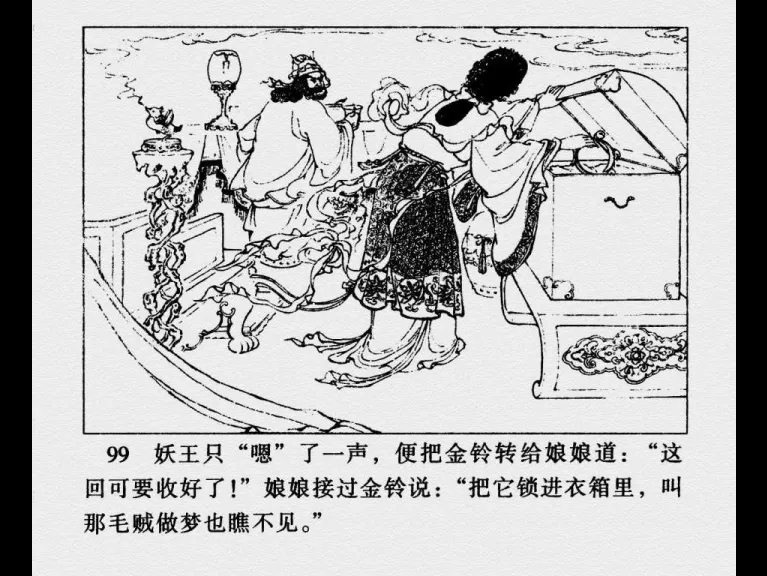 99 妖王只“嗯”了一声，便把金铃转给娘娘道：“这
回可要收好了！”娘娘接过金铃说：“把它锁进衣箱里，叫
那毛贼做梦也瞧不见。”